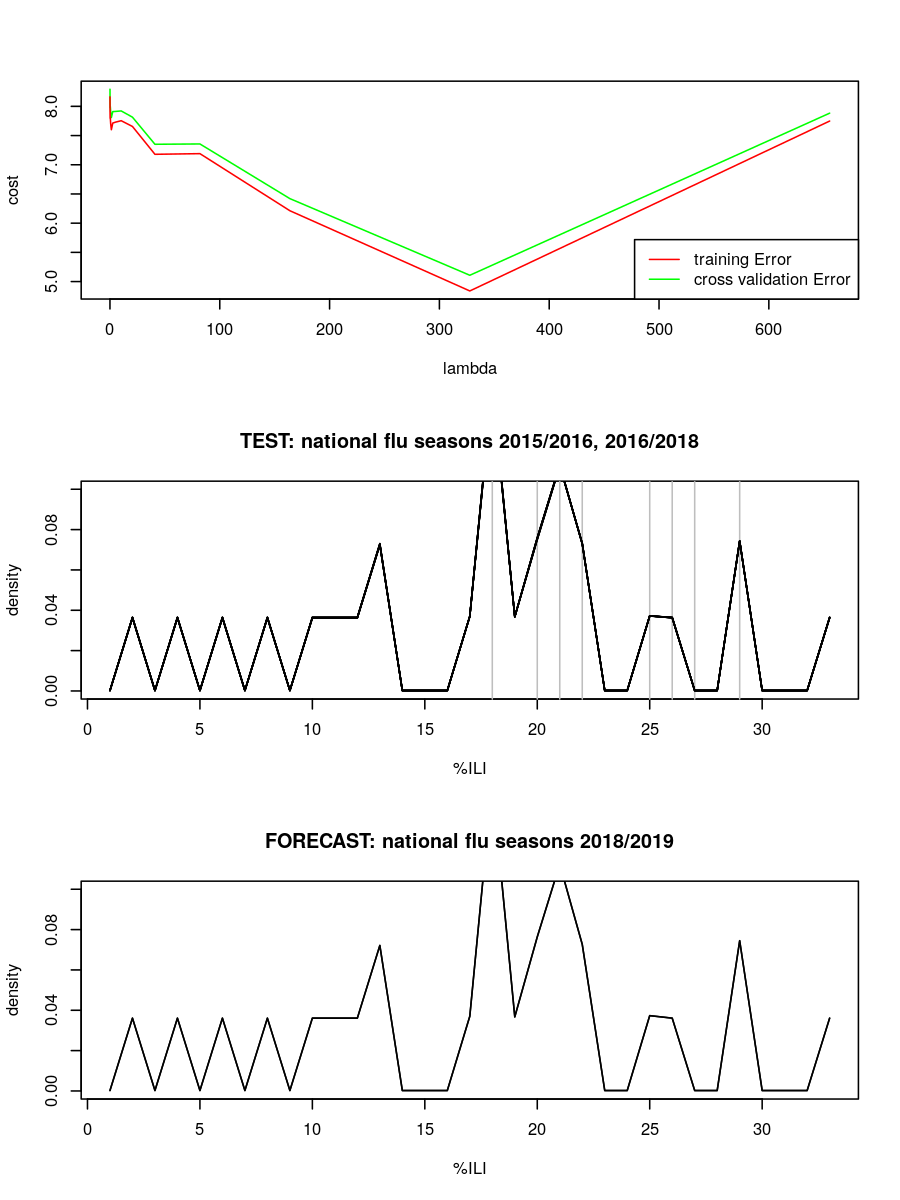 8.0
7.0
6.0
5.0
cost
0 100 200 300 400 500 600
lambda
training Error
cross validation Error
TEST: national flu seasons 2015/2016, 2016/2018
0.08
0.04
0.00
density
0 5 10 15 20 25 30
%ILI
FORECAST: national flu seasons 2018/2019
0.08
0.04
0.00
density
0 5 10 15 20 25 30
%ILI